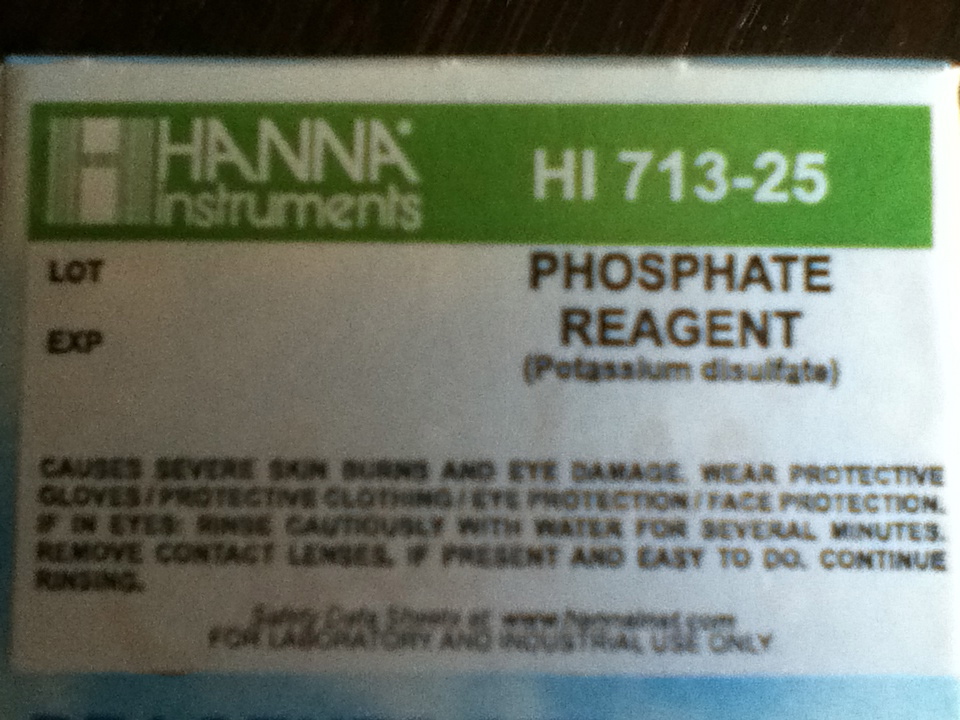 HANNA
instruments
HI 713-25
LOT
PHOSPHATE
REAGENT
EXP
(Potassium disulfate)
CAUSES SEVERE SKIN BURNS AND EYE DAMAGE. WEAR PROTECTIVE
GLOVES / PROTECTIVE CLOTHING / EYE PROTECTION / FACE PROTECTION.
IF IN EYES: RINSE CAUTIOUSLY WITH WATER FOR SEVERAL MINUTES.
REMOVE CONTACT LENSES, IF PRESENT AND EASY TO DO. CONTINUE
RINSING.
Safety Data Sheets at www.hannainst.com
FOR LABORATORY AND INDUSTRIAL USE ONLY